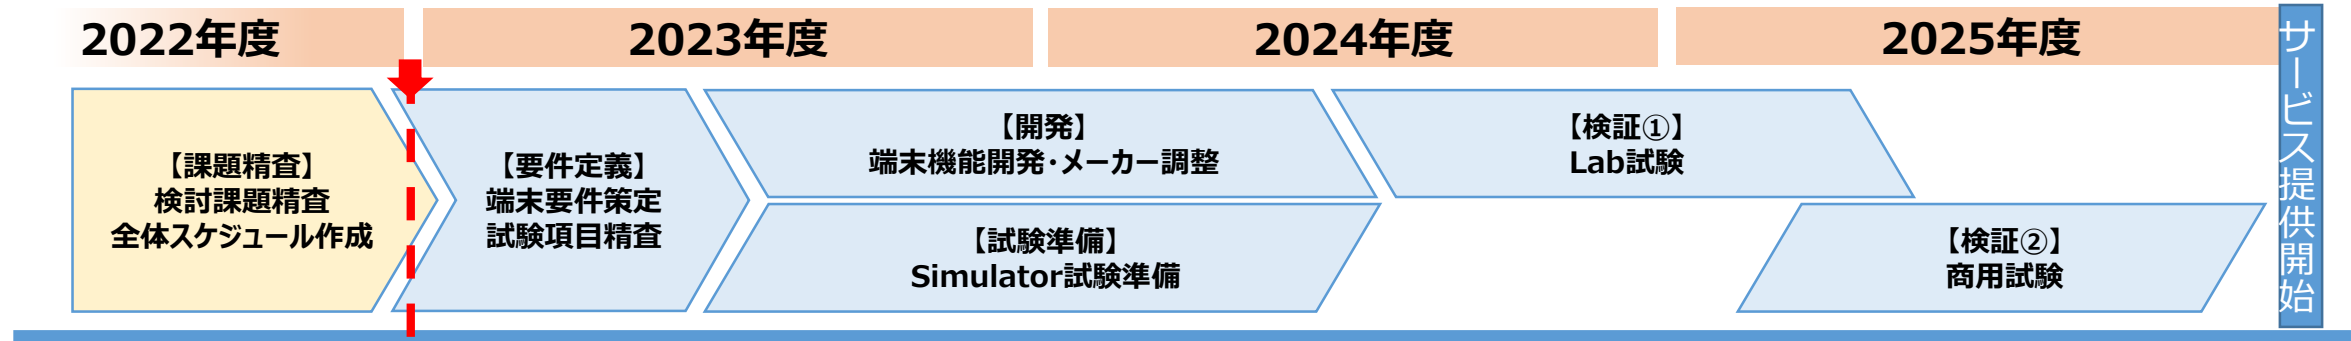 2022年度
2023年度
2024年度
2025年度
【課題精査】
検討課題精査
全体スケジュール作成
【要件定義】
端末要件策定
試験項目精査
【開発】
端末機能開発・メーカー調整
【試験準備】
Simulator試験準備
【検証①】
Lab試験
【検証②】
商用試験
サービス提供開始